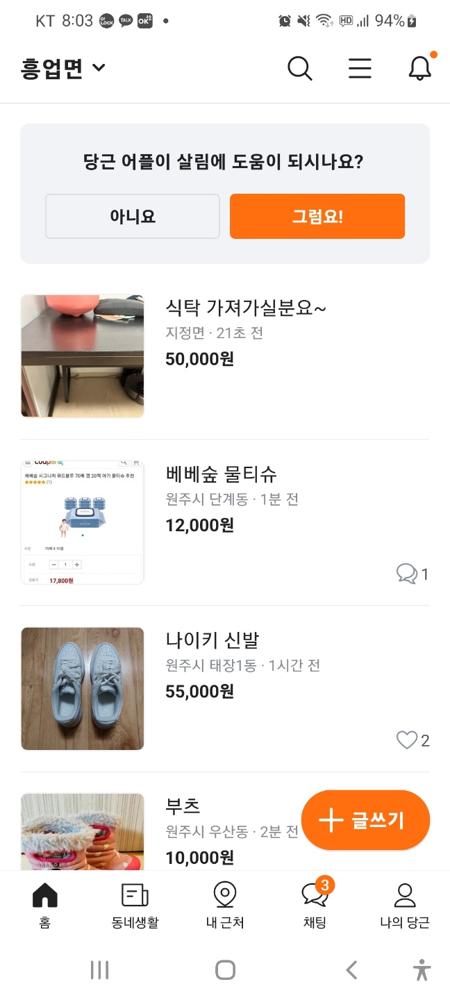 KT 8:03 LOCK TALK OK HD 94%
흥업면
당근 어플이 살림에 도움이 되시나요?
아니요
그럼요!
식탁 가져가실분요~
지정면 · 21초 전
50,000원
coupang
베베숲 시그니처 위드블루 70매 캡 20팩 아기 물티슈 추천
(1)
70매 X 10팩
수량
1
17,800원
베베숲 물티슈
원주시 단계동 · 1분 전
12,000원
1
나이키 신발
원주시 태장1동 · 1시간 전
55,000원
2
부츠
원주시 우산동 · 2분 전
10,000원
글쓰기
3
홈
동네생활
내 근처
채팅
나의 당근